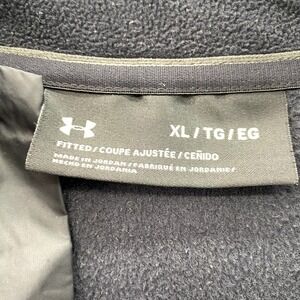 XL/TG/EG
FITTED/COUPE AJUSTÉE/CEÑIDO
MADE IN JORDAN/FABRIQUÉ EN JORDANIE/
HECHO EN JORDANIA